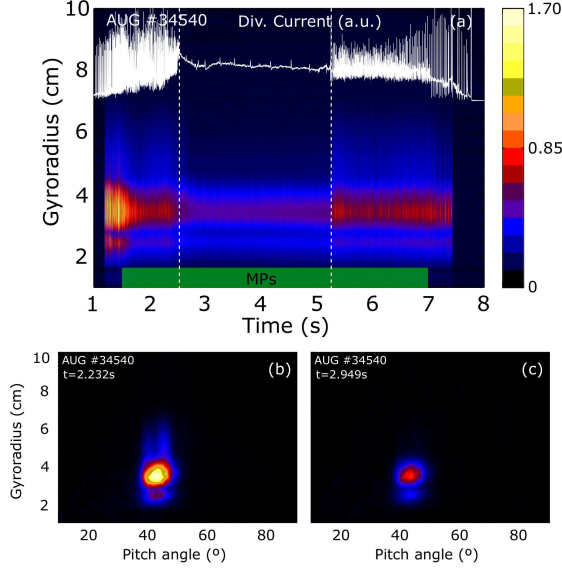 AUG #34540 Div. Current (a.u.) (a)
10
8
6
4
2
Gyroradius (cm)
1.70
0.85
0
MPs
1 2 3 4 5 6 7 8
Time (s)
AUG #34540
t=2.232s
(b)
10
8
6
4
2
Gyroradius (cm)
20 40 60 80
Pitch angle (º)
AUG #34540
t=2.949s
(c)
20 40 60 80
Pitch angle (º)